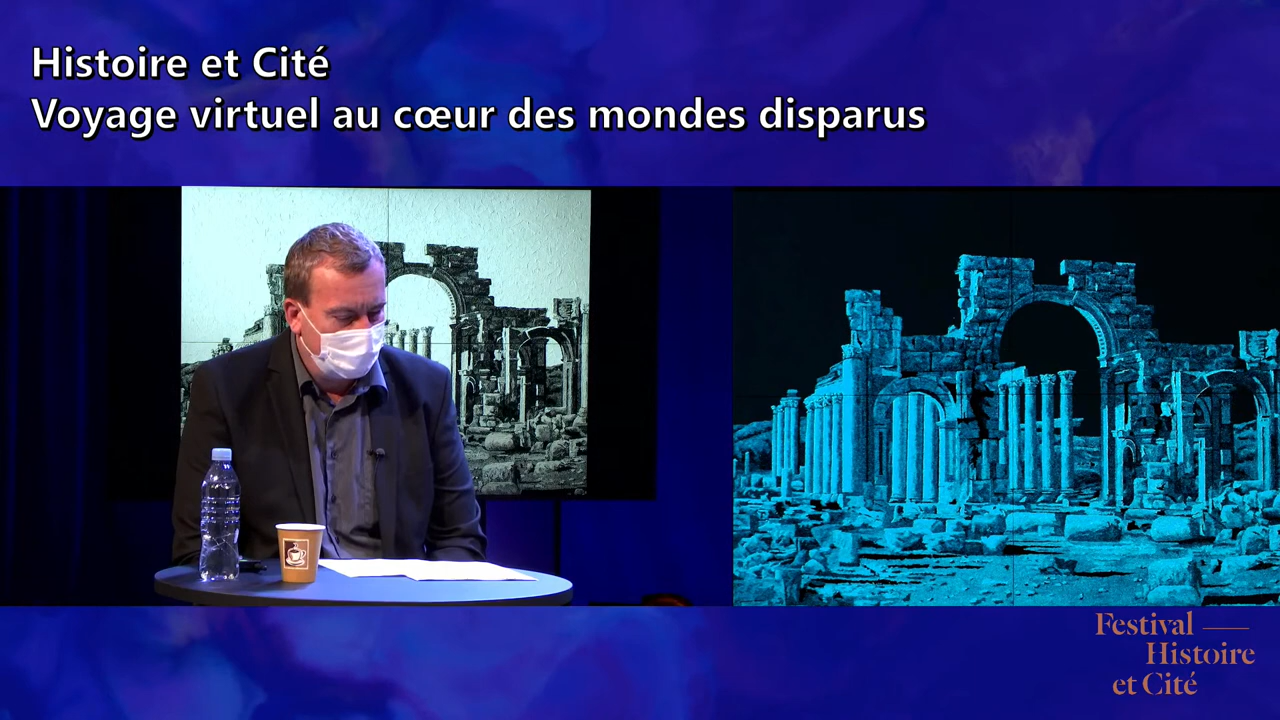 Histoire et Cité
Voyage virtuel au cœur des mondes disparus
Festival
Histoire
et Cité